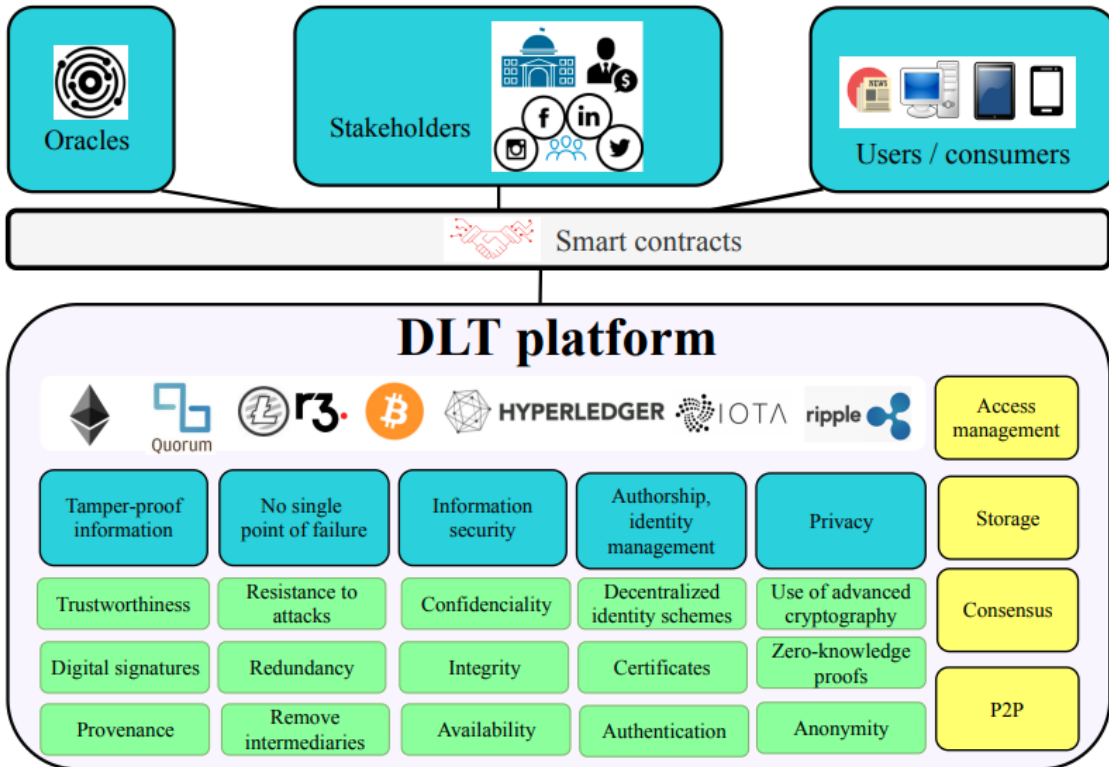 Oracles
Stakeholders
NEWS
Users / consumers
Smart contracts
DLT platform
Quorum
r3.
HYPERLEDGER
IOTA
ripple
Access
management
Tamper-proof
information
No single
point of failure
Information
security
Authorship,
identity
management
Privacy
Storage
Trustworthiness
Resistance to
attacks
Confidenciality
Decentralized
identity schemes
Use of advanced
cryptography
Consensus
Digital signatures
Redundancy
Integrity
Certificates
Zero-knowledge
proofs
P2P
Provenance
Remove
intermediaries
Availability
Authentication
Anonymity